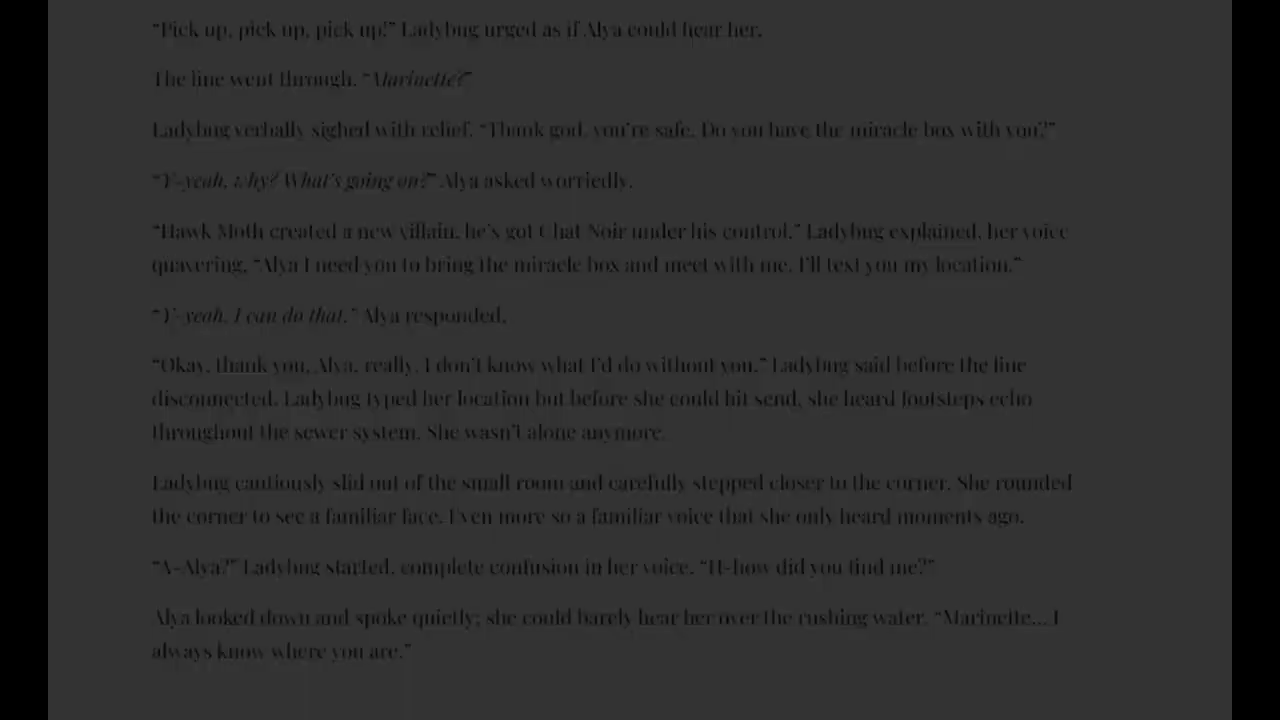 “Pick up, pick up, pick up!” Ladybug urged as if Alya could hear her.
The line went through. “Marinette?”
Ladybug verbally sighed with relief. “Thank god, you’re safe. Do you have the miracle box with you?”
“Y-yeah, why? What’s going on?” Alya asked worriedly.
“Hawk Moth created a new villain, he’s got Chat Noir under his control.” Ladybug explained, her voice
quavering, “Alya I need you to bring the miracle box and meet with me. I’ll text you my location.”
“Y-yeah, I can do that.” Alya responded.
“Okay, thank you, Alya, really. I don’t know what I’d do without you.” Ladybug said before the line
disconnected. Ladybug typed her location but before she could hit send, she heard footsteps echo
throughout the sewer system. She wasn’t alone anymore.
Ladybug cautiously slid out of the small room and carefully stepped closer to the corner. She rounded
the corner to see a familiar face. Even more so a familiar voice that she only heard moments ago.
“A-Alya?” Ladybug started, complete confusion in her voice. “H-how did you find me?”
Alya looked down and spoke quietly; she could barely hear her over the rushing water. “Marinette... I
always know where you are.”